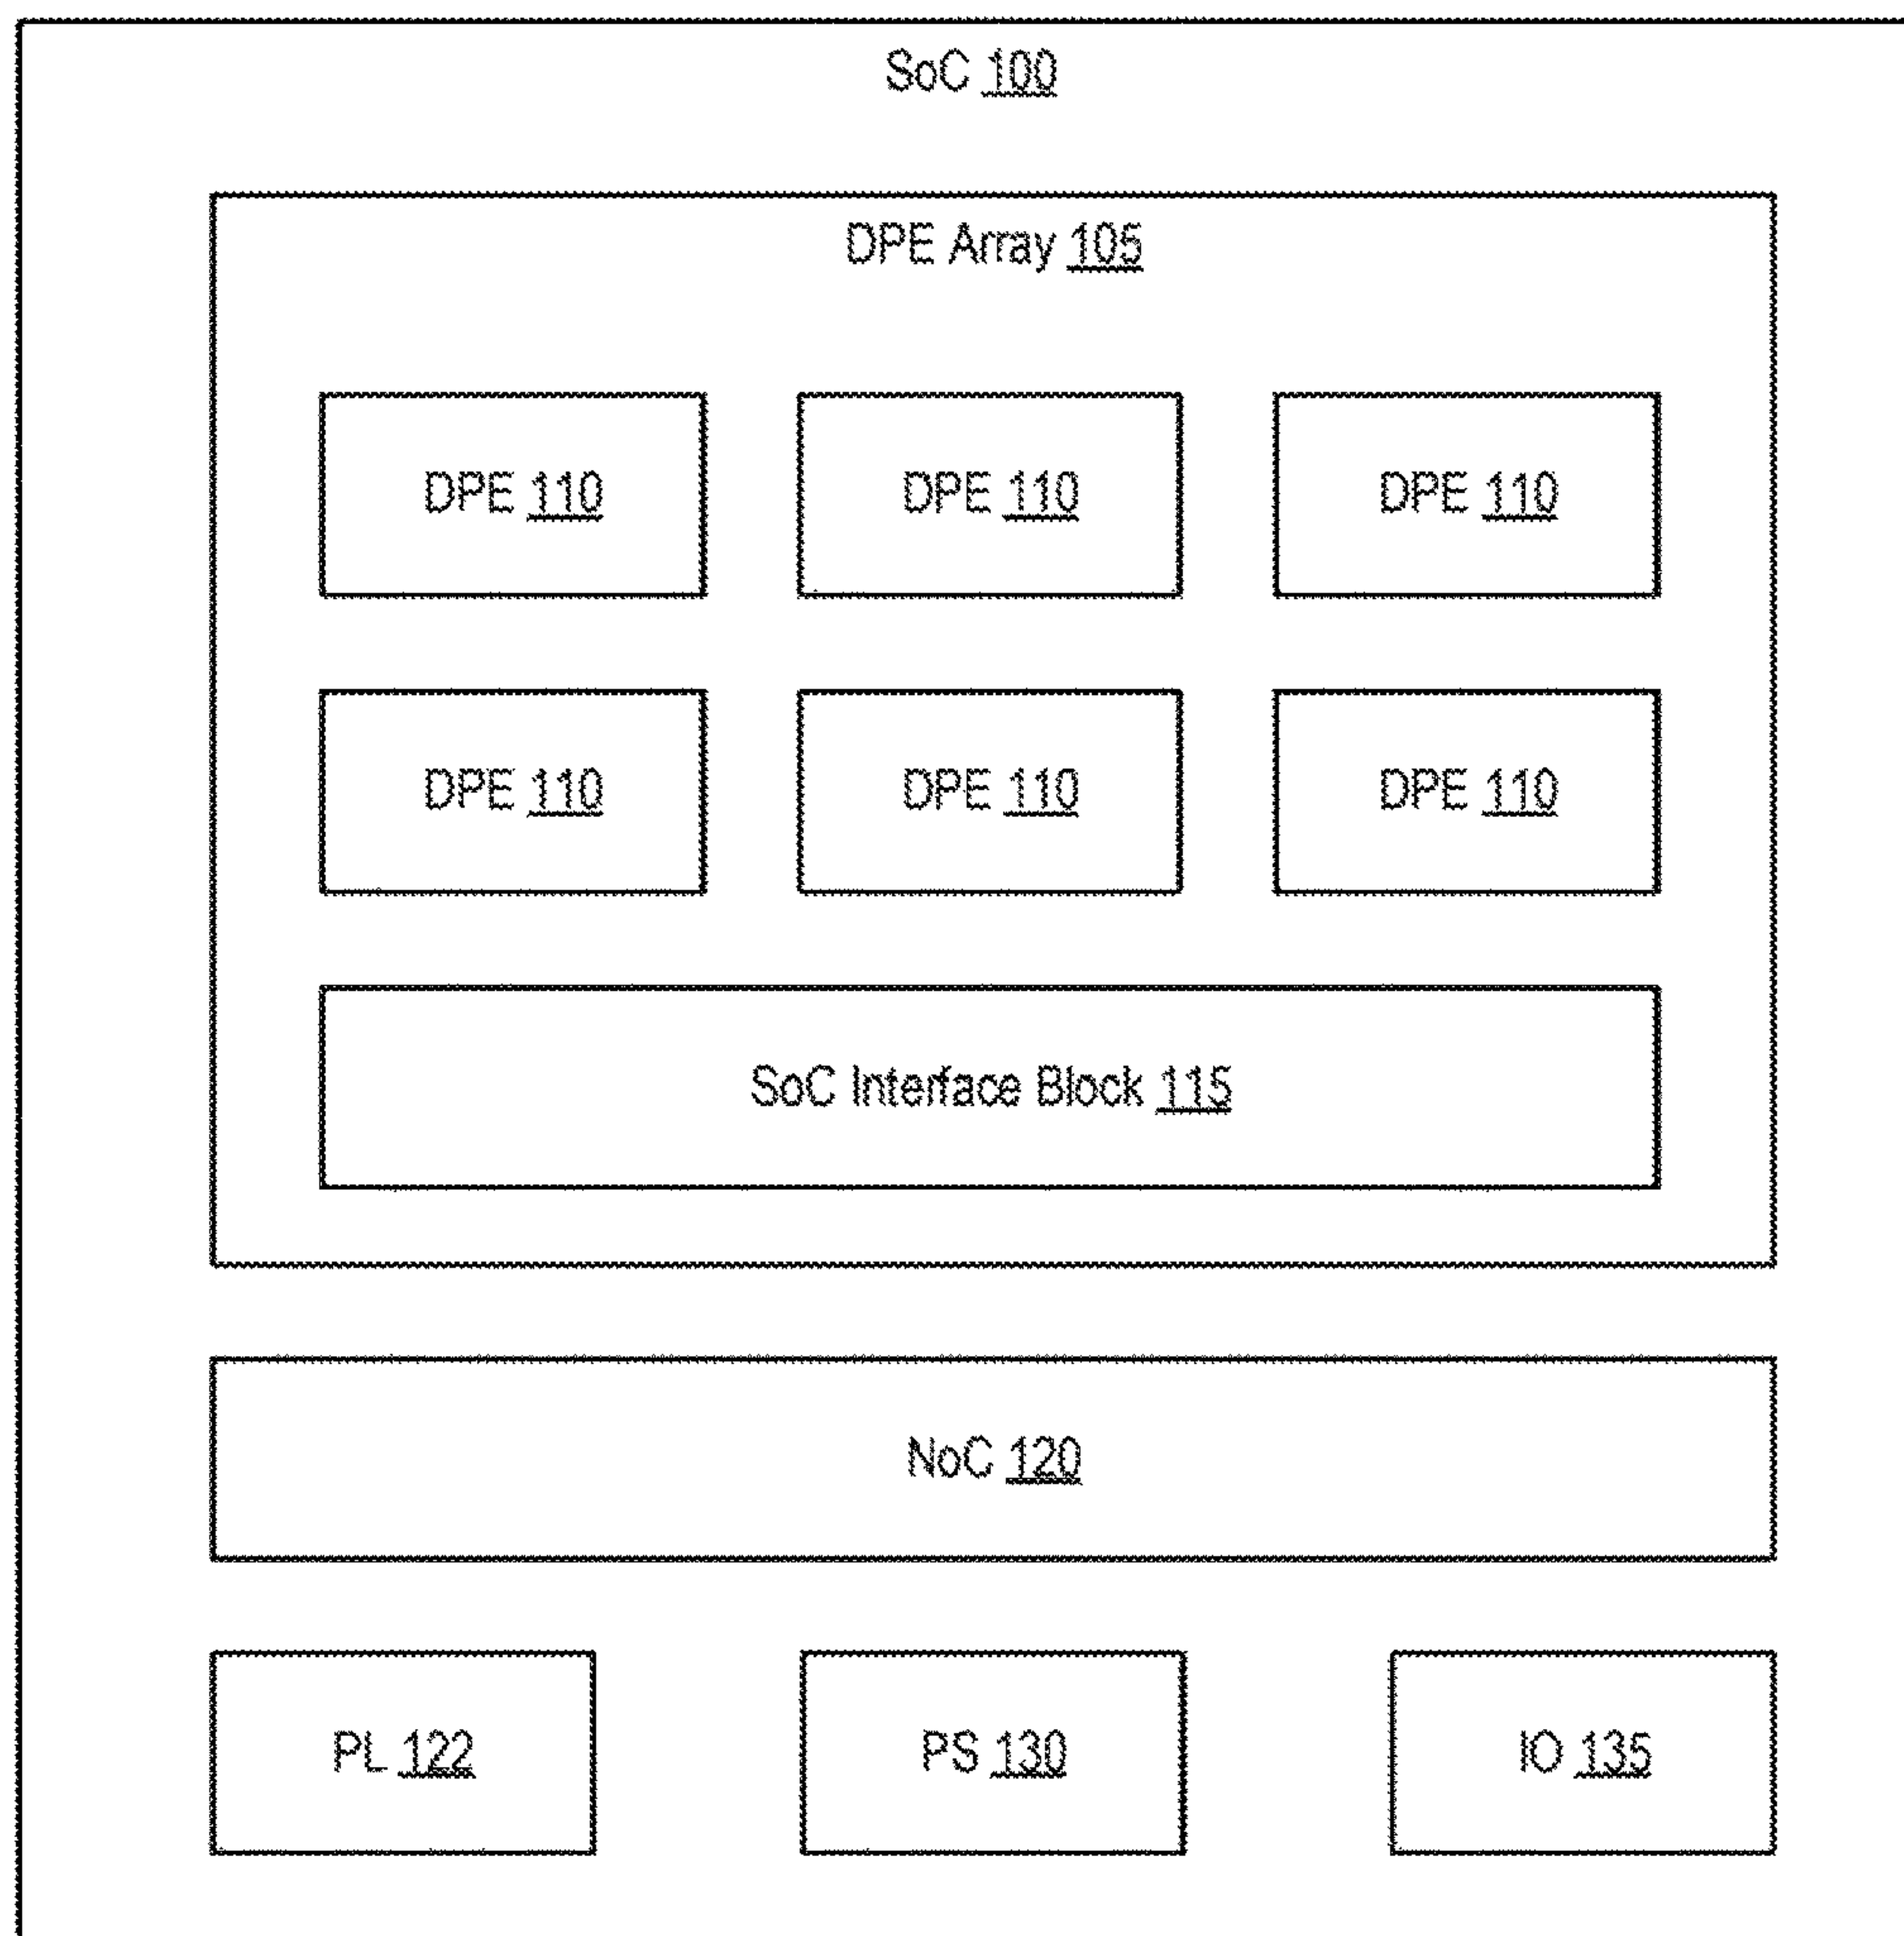 SoC 100
DPE Array 105
DPE 110 DPE 110 DPE 110
DPE 110 DPE 110 DPE 110
SoC Interface Block 115
NoC 120
PL 122 PS 130 IO 135